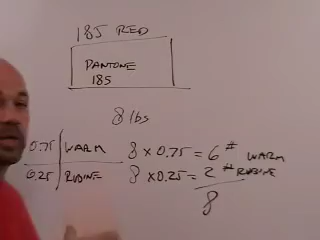 185 RED
PANTONE
185
8 lbs
0.75 WARM 8 x 0.75 = 6 # WARM
0.25 RUBINE 8 x 0.25 = 2 # RUBINE
8